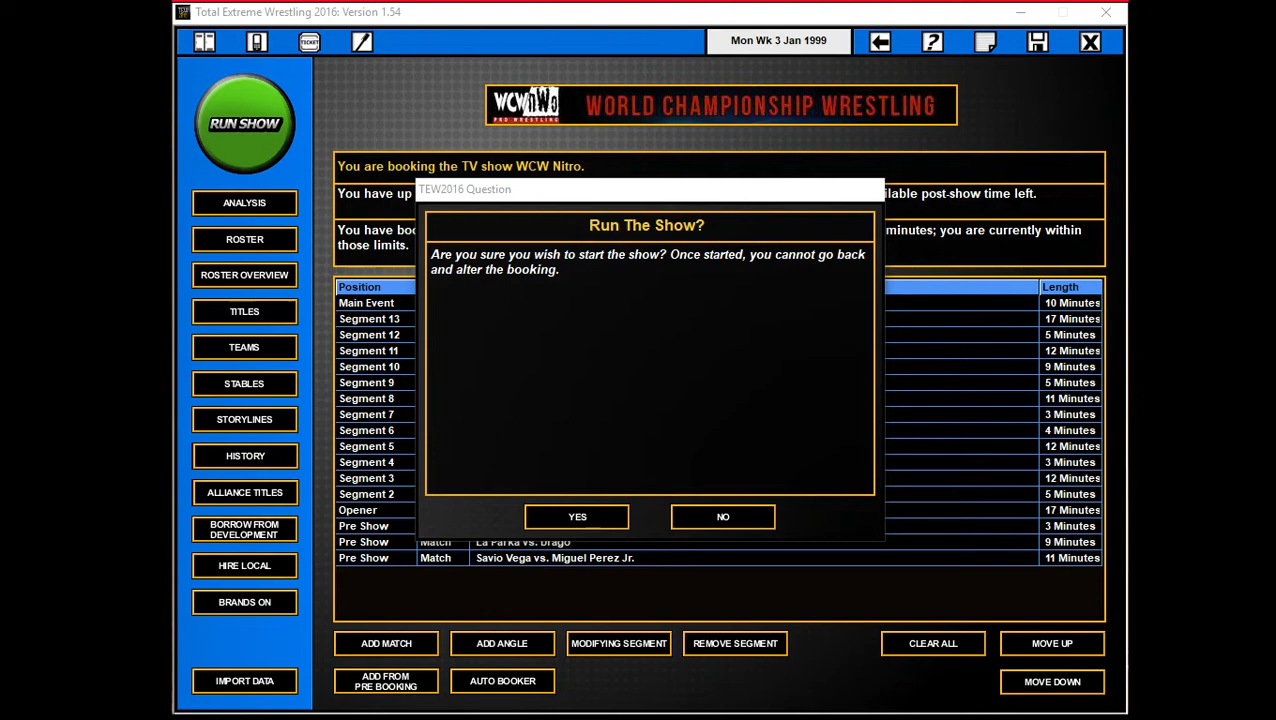 Total Extreme Wrestling 2016: Version 1.54
TICKET
Mon Wk 3 Jan 1999
?
RUN SHOW
WCW nWo
PRO WRESTLING
WORLD CHAMPIONSHIP WRESTLING
You are booking the TV show WCW Nitro.
You have up
ilable post-show time left.
You have boo
minutes; you are currently within
those limits.
TEW2016 Question
Run The Show?
Are you sure you wish to start the show? Once started, you cannot go back
and alter the booking.
YES
NO
ANALYSIS
ROSTER
ROSTER OVERVIEW
TITLES
TEAMS
STABLES
STORYLINES
HISTORY
ALLIANCE TITLES
BORROW FROM
DEVELOPMENT
HIRE LOCAL
BRANDS ON
IMPORT DATA
Position Length
Main Event 10 Minutes
Segment 13 17 Minutes
Segment 12 5 Minutes
Segment 11 12 Minutes
Segment 10 9 Minutes
Segment 9 5 Minutes
Segment 8 11 Minutes
Segment 7 3 Minutes
Segment 6 4 Minutes
Segment 5 12 Minutes
Segment 4 3 Minutes
Segment 3 12 Minutes
Segment 2 5 Minutes
Opener 17 Minutes
Pre Show 3 Minutes
Pre Show Match La Parka vs. Drago 9 Minutes
Pre Show Match Savio Vega vs. Miguel Perez Jr. 11 Minutes
ADD MATCH
ADD ANGLE
MODIFYING SEGMENT
REMOVE SEGMENT
CLEAR ALL
MOVE UP
ADD FROM
PRE BOOKING
AUTO BOOKER
MOVE DOWN